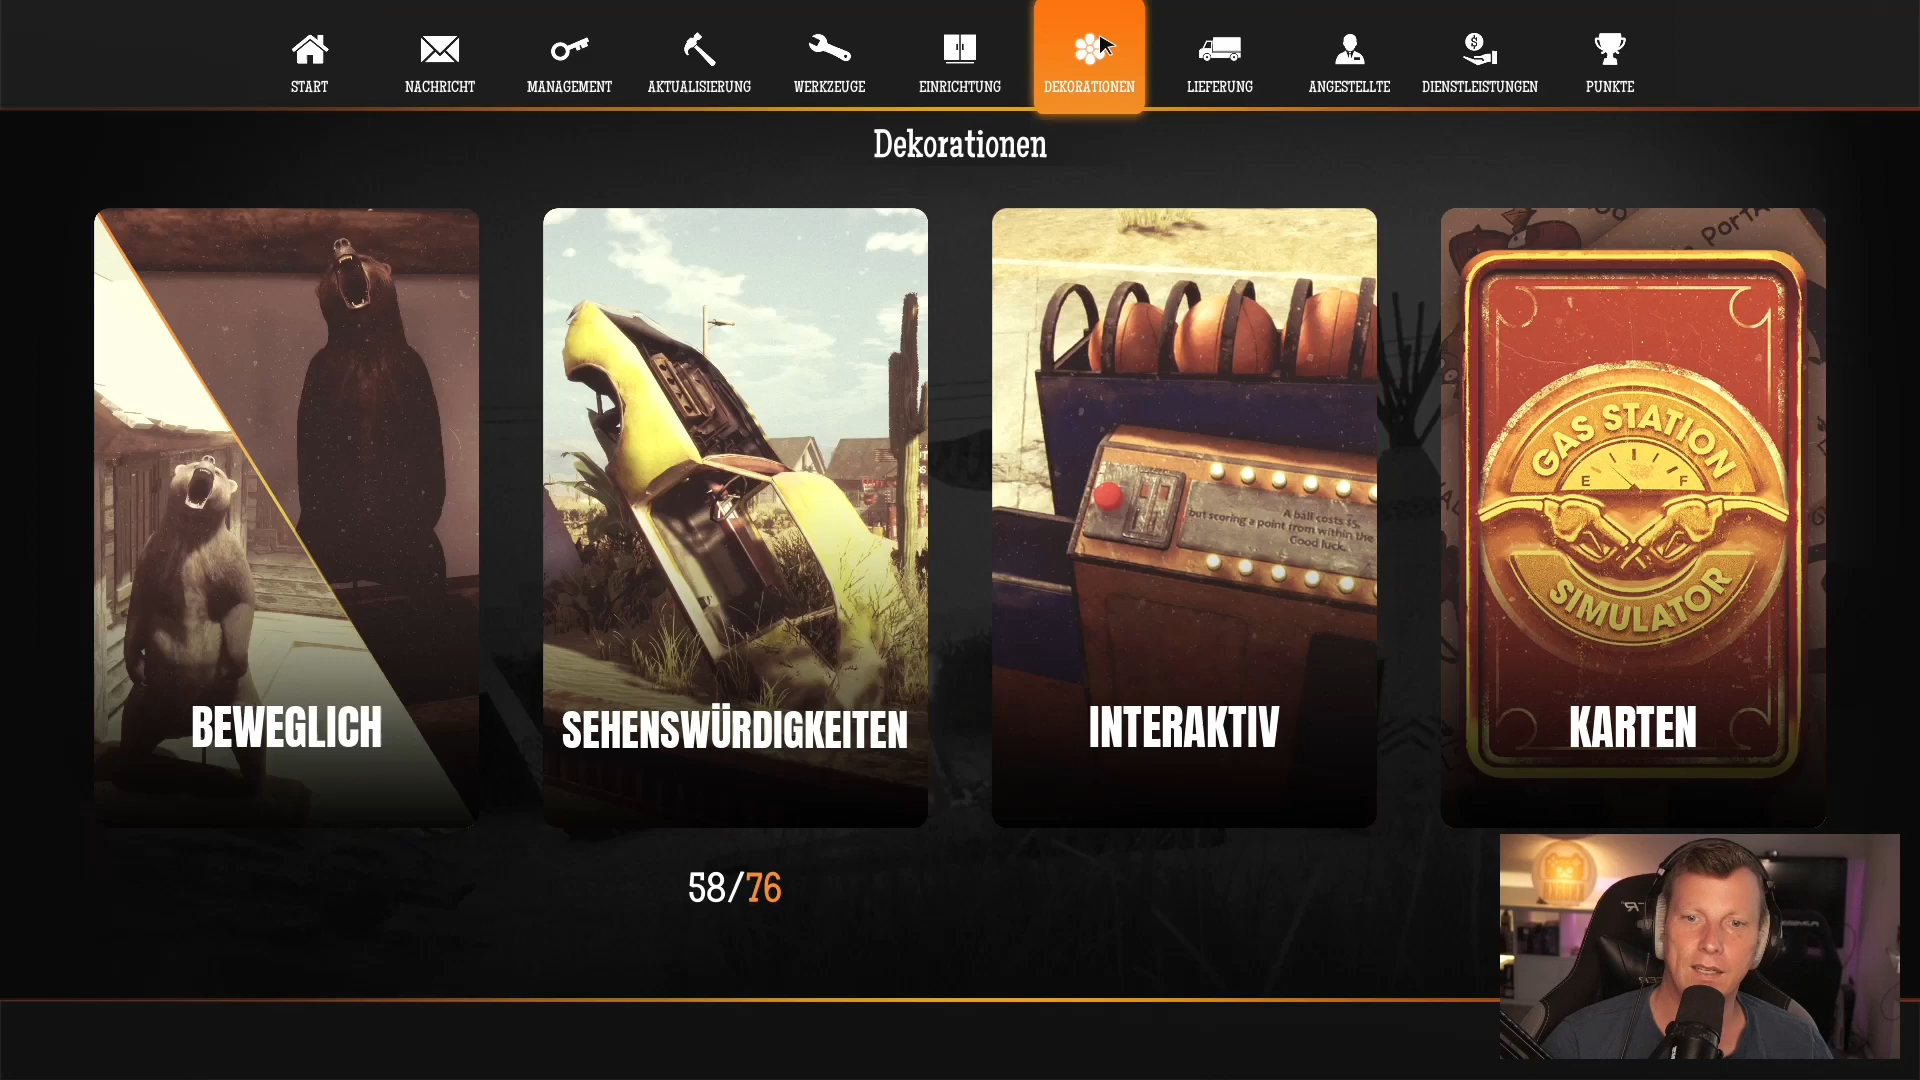 START
NACHRICHT
MANAGEMENT
AKTUALISIERUNG
WERKZEUGE
EINRICHTUNG
DEKORATIONEN
LIEFERUNG
ANGESTELLTE
DIENSTLEISTUNGEN
PUNKTE
Dekorationen
BEWEGLICH
SEHENSWÜRDIGKEITEN
A ball costs $5,
but scoring a point from within the
Good luck.
INTERAKTIV
GAS STATION
E F
SIMULATOR
KARTEN
58/76